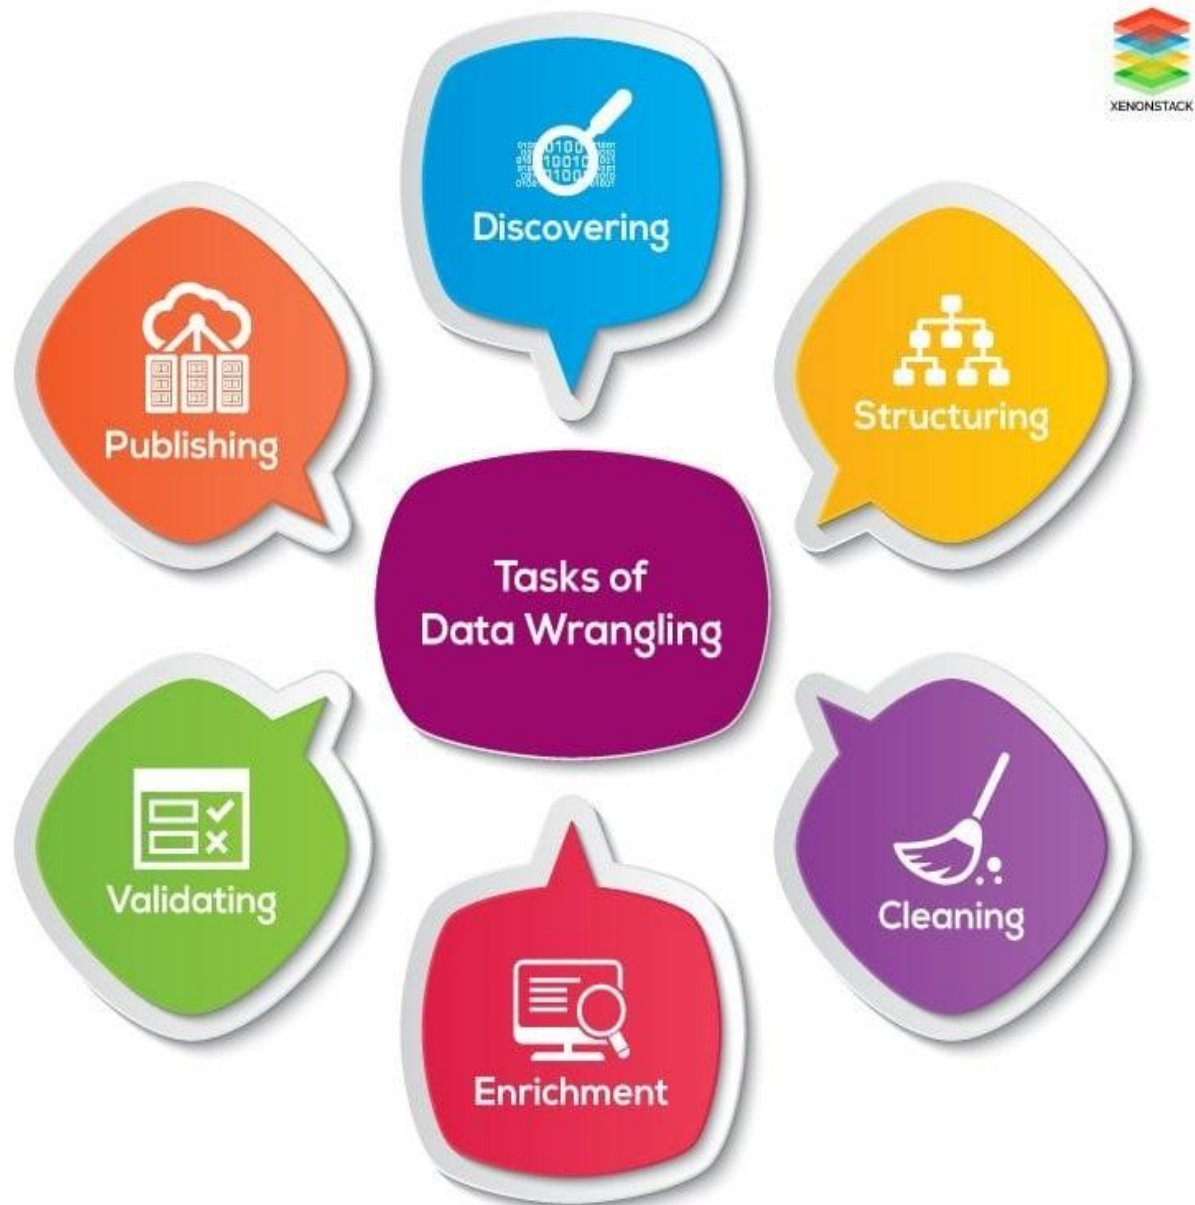 XENONSTACK
Discovering
Structuring
Publishing
Tasks of
Data Wrangling
Validating
Cleaning
Enrichment